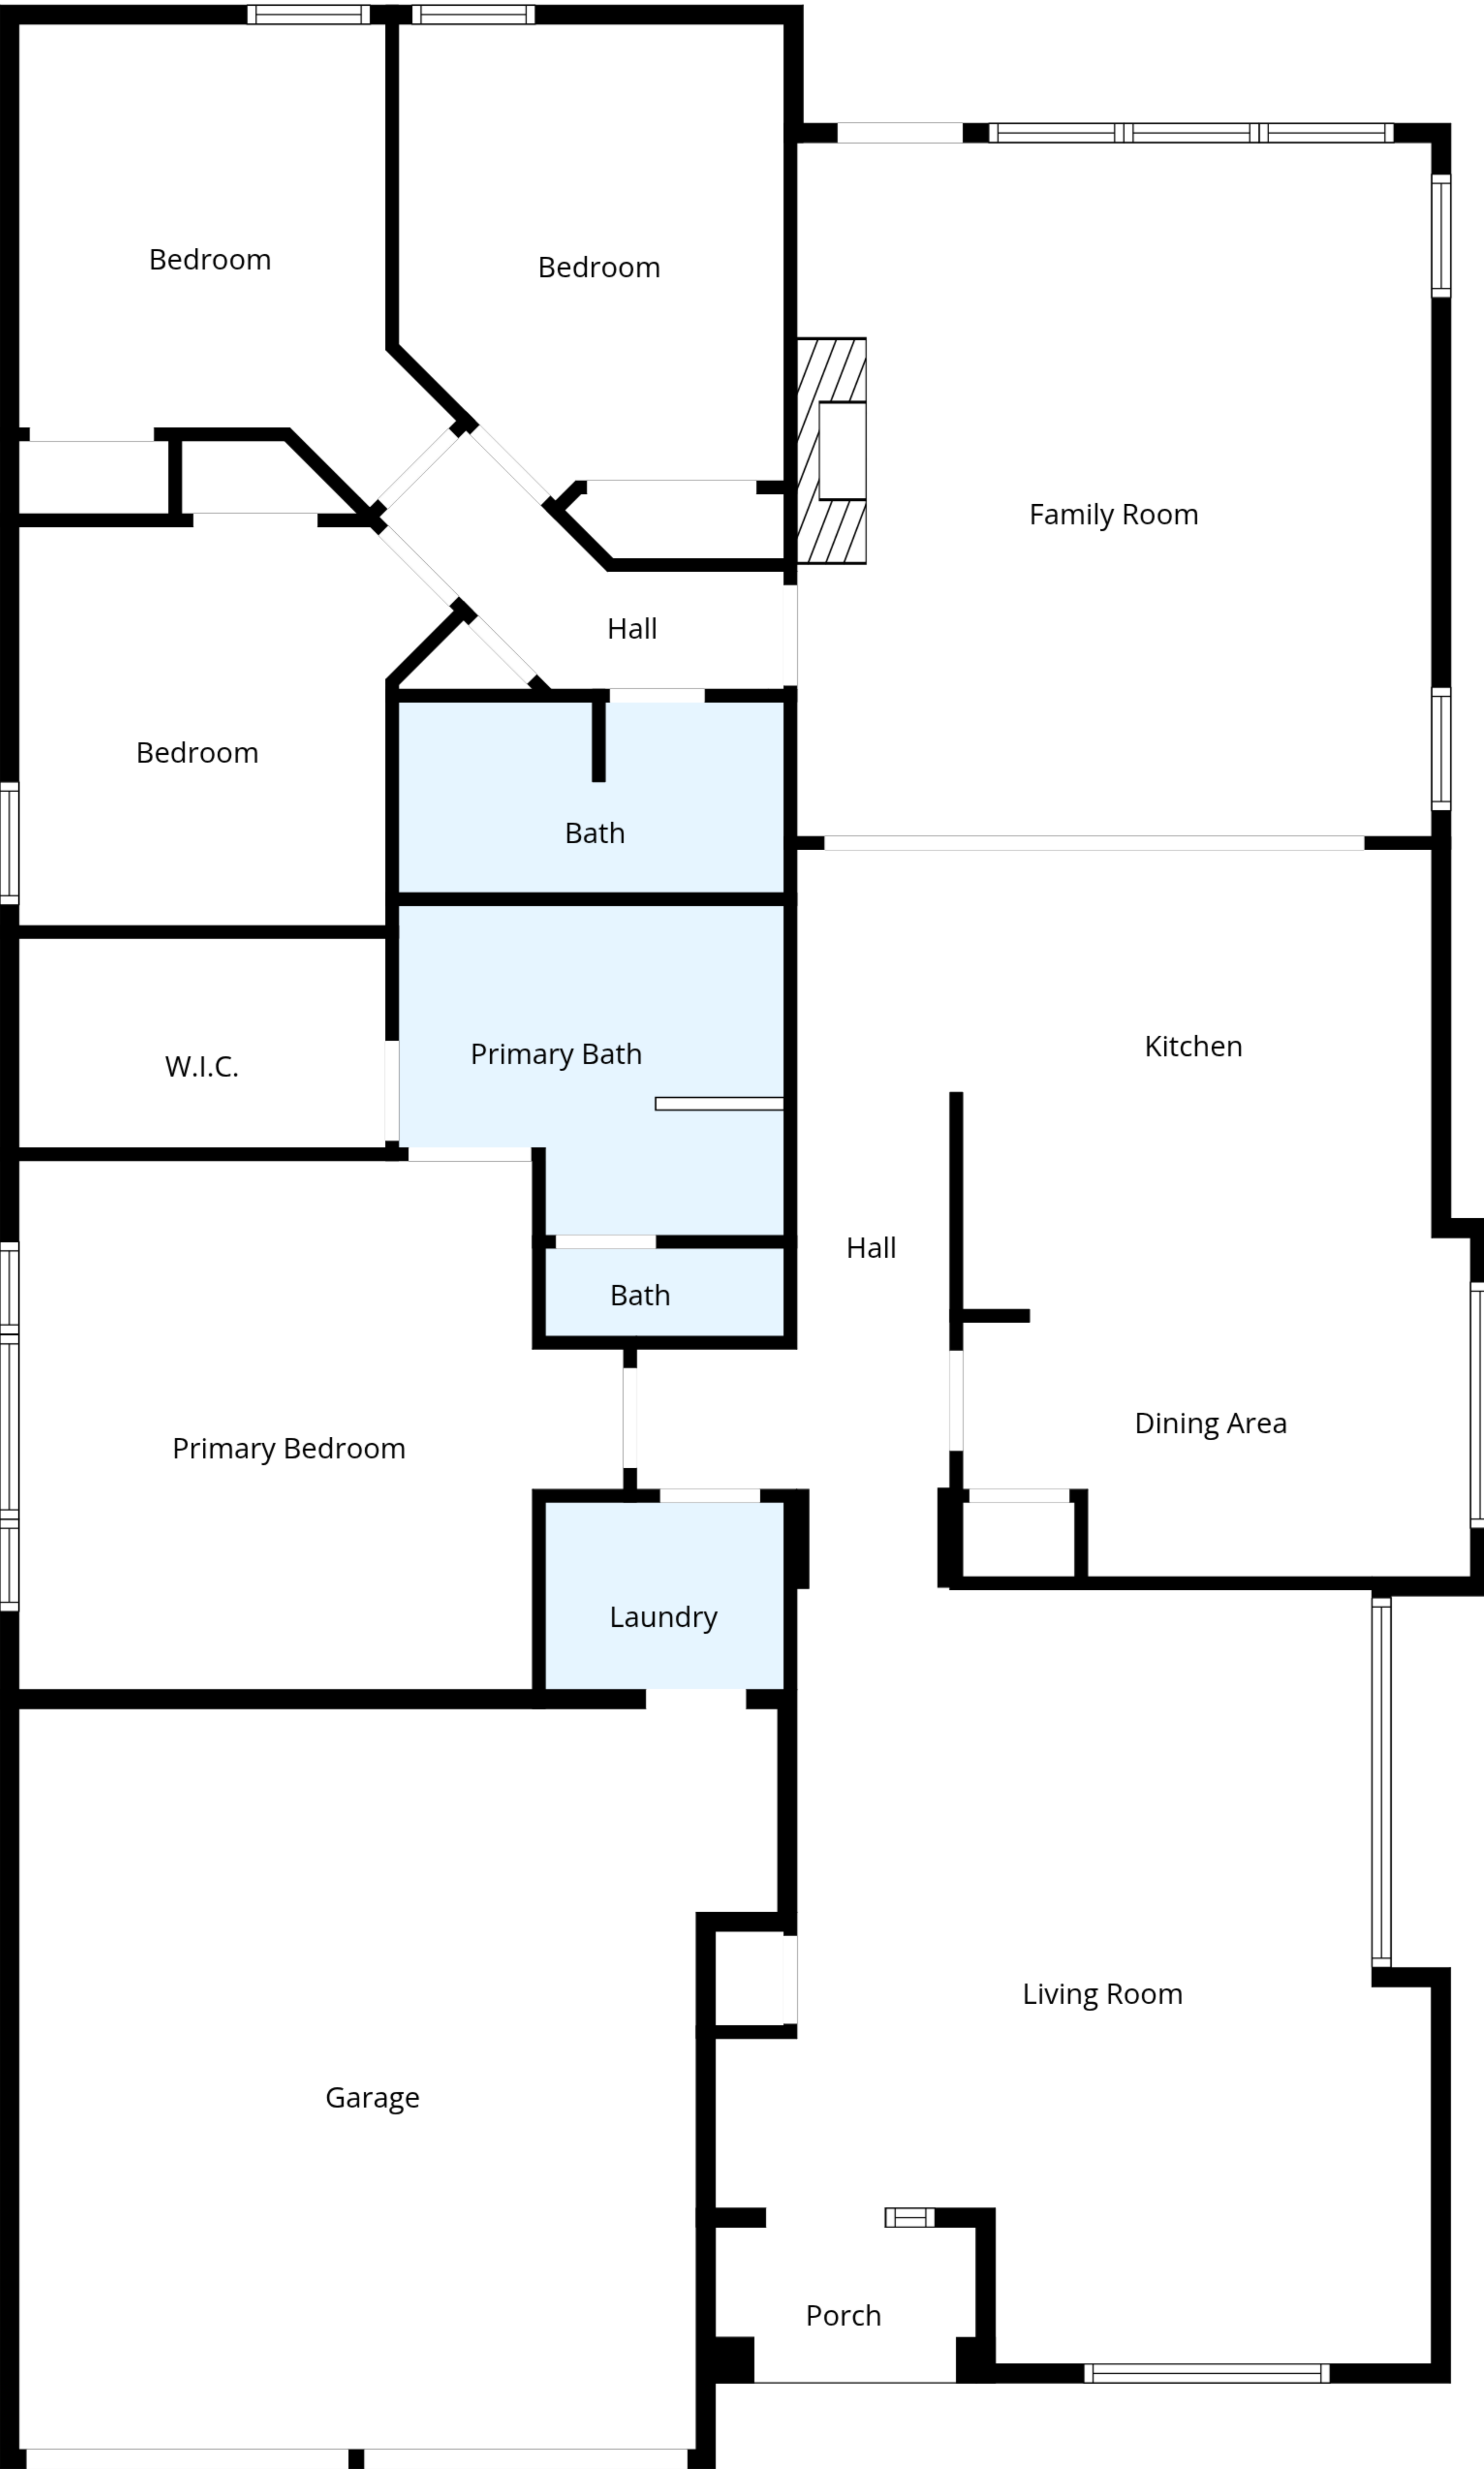 Bedroom
Bedroom
Family Room
Hall
Bedroom
Bath
Kitchen
Primary Bath
W.I.C.
Hall
Bath
Dining Area
Primary Bedroom
Laundry
Living Room
Garage
Porch